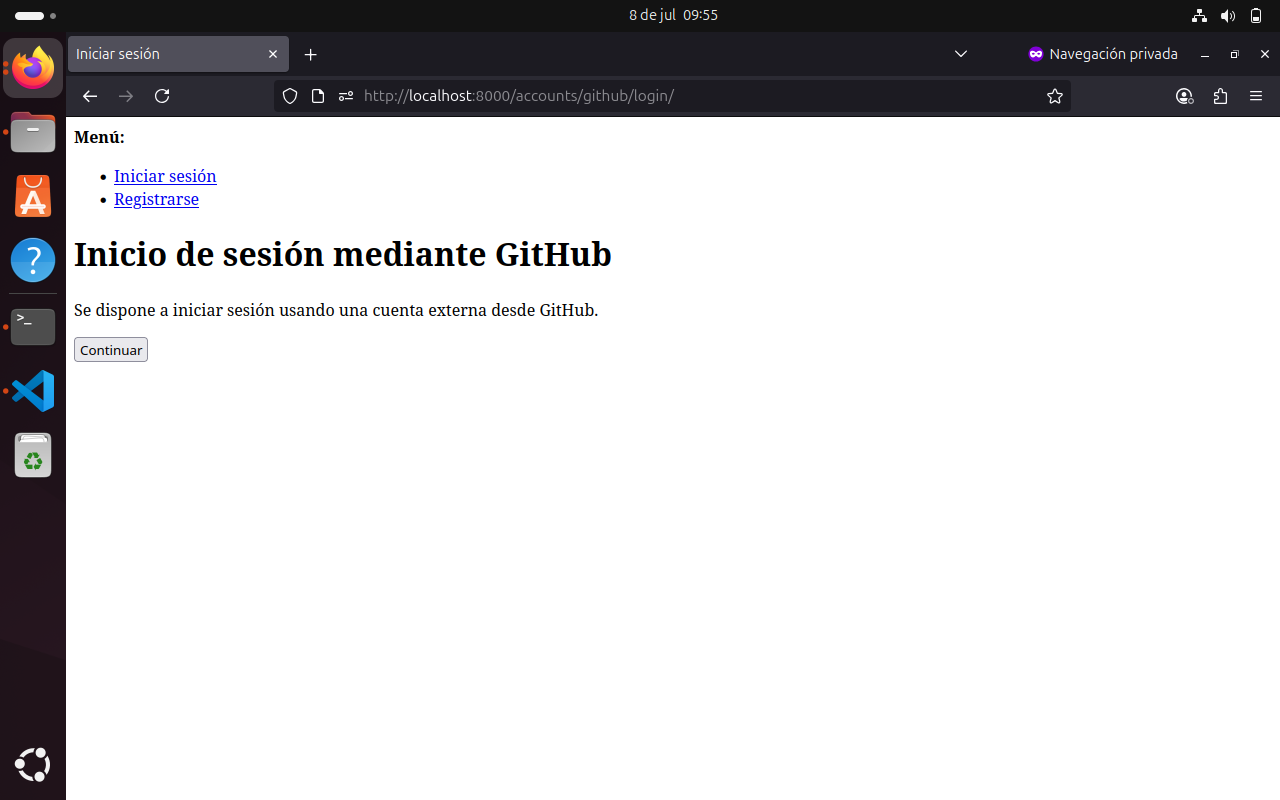 8 de jul 09:55
Iniciar sesión
Navegación privada
http://localhost:8000/accounts/github/login/
Menú:
Iniciar sesión
Registrarse
Inicio de sesión mediante GitHub
Se dispone a iniciar sesión usando una cuenta externa desde GitHub.
Continuar